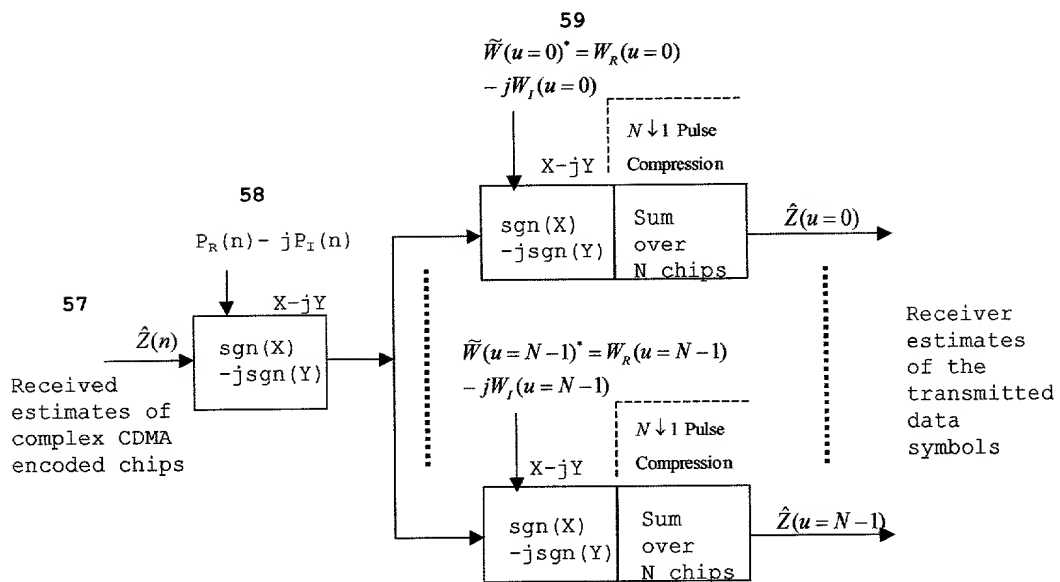 59
W̃(u=0)* = W_R(u=0)
- jW_I(u=0)
N↓1 Pulse
Compression
X-jY
sgn(X)
-jsgn(Y)
Sum
over
N chips
Ẑ(u=0)
58
P_R(n)- jP_I(n)
57
X-jY
Ẑ(n)
sgn(X)
-jsgn(Y)
Received
estimates of
complex CDMA
encoded chips
W̃(u=N-1)* = W_R(u=N-1)
- jW_I(u=N-1)
N↓1 Pulse
Compression
X-jY
sgn(X)
-jsgn(Y)
Sum
over
N chips
Ẑ(u=N-1)
Receiver
estimates
of the
transmitted
data
symbols